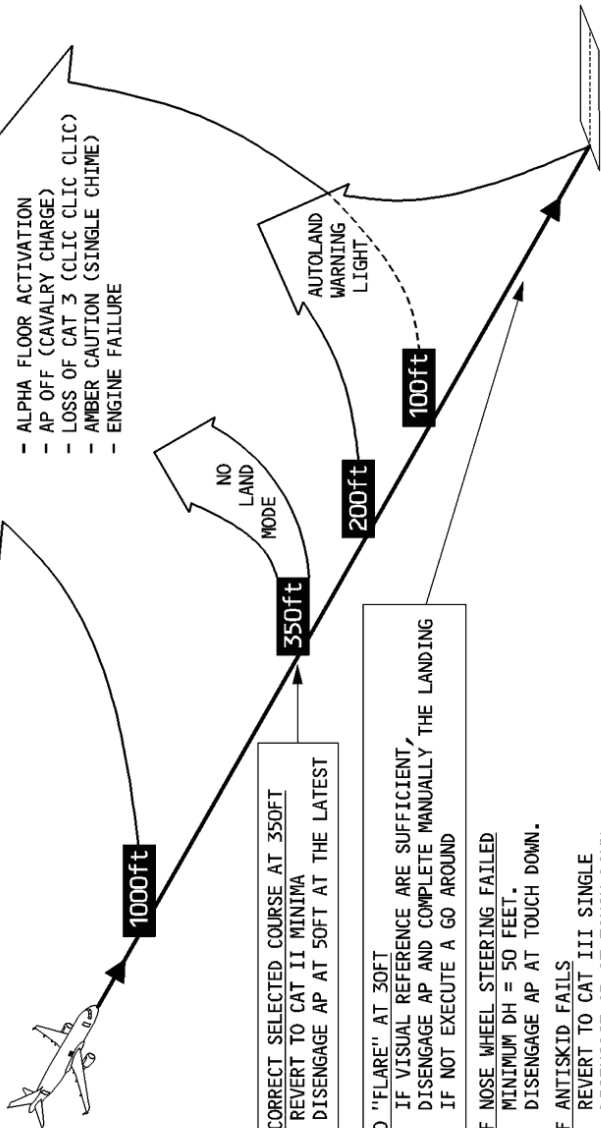 - ALPHA FLOOR ACTIVATION
- AP OFF (CAVALRY CHARGE)
- LOSS OF CAT 3 (CLIC CLIC CLIC)
- AMBER CAUTION (SINGLE CHIME)
- ENGINE FAILURE
1000ft
350ft
NO
LAND
MODE
200ft
AUTOLAND
WARNING
LIGHT
100ft
CORRECT SELECTED COURSE AT 350FT
REVERT TO CAT II MINIMA
DISENGAGE AP AT 50FT AT THE LATEST
"FLARE" AT 30FT
IF VISUAL REFERENCE ARE SUFFICIENT,
DISENGAGE AP AND COMPLETE MANUALLY THE LANDING
IF NOT EXECUTE A GO AROUND
NOSE WHEEL STEERING FAILED
MINIMUM DH = 50 FEET.
DISENGAGE AP AT TOUCH DOWN.
ANTISKID FAILS
REVERT TO CAT III SINGLE